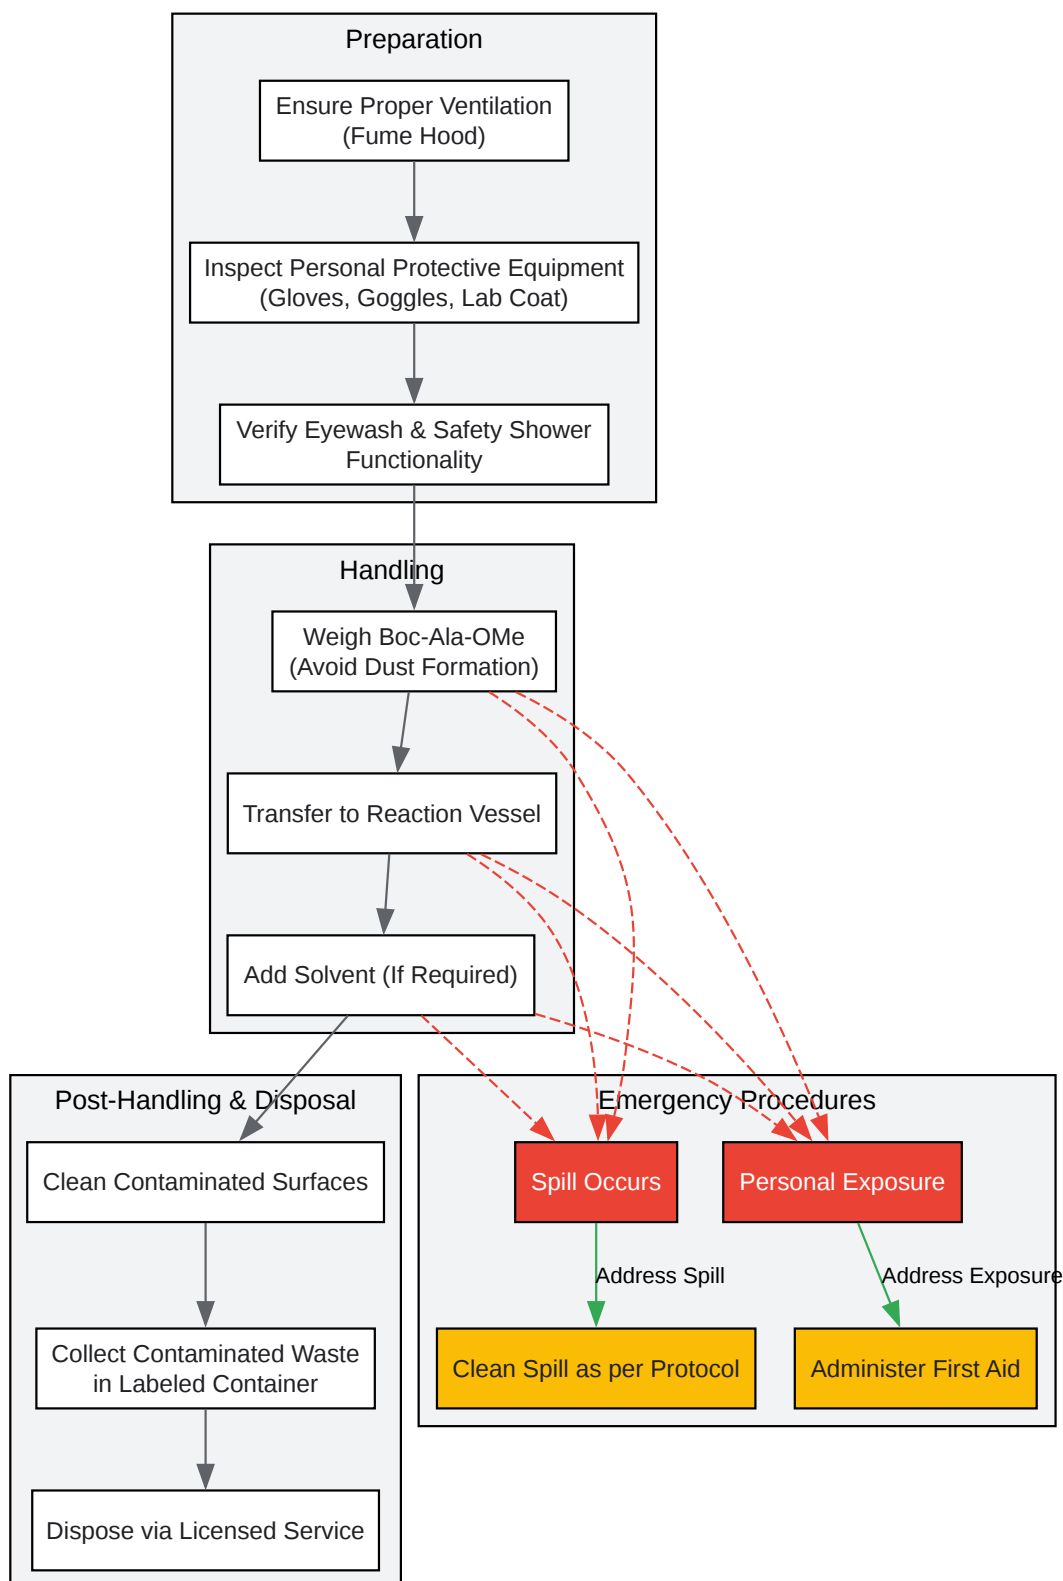 Preparation
Ensure Proper Ventilation
(Fume Hood)
Inspect Personal Protective Equipment
(Gloves, Goggles, Lab Coat)
Verify Eyewash & Safety Shower
Functionality
Handling
Weigh Boc-Ala-OMe
(Avoid Dust Formation)
Transfer to Reaction Vessel
Add Solvent (If Required)
Post-Handling & Disposal
Clean Contaminated Surfaces
Collect Contaminated Waste
in Labeled Container
Dispose via Licensed Service
Emergency Procedures
Spill Occurs
Personal Exposure
Address Spill
Address Exposure
Clean Spill as per Protocol
Administer First Aid